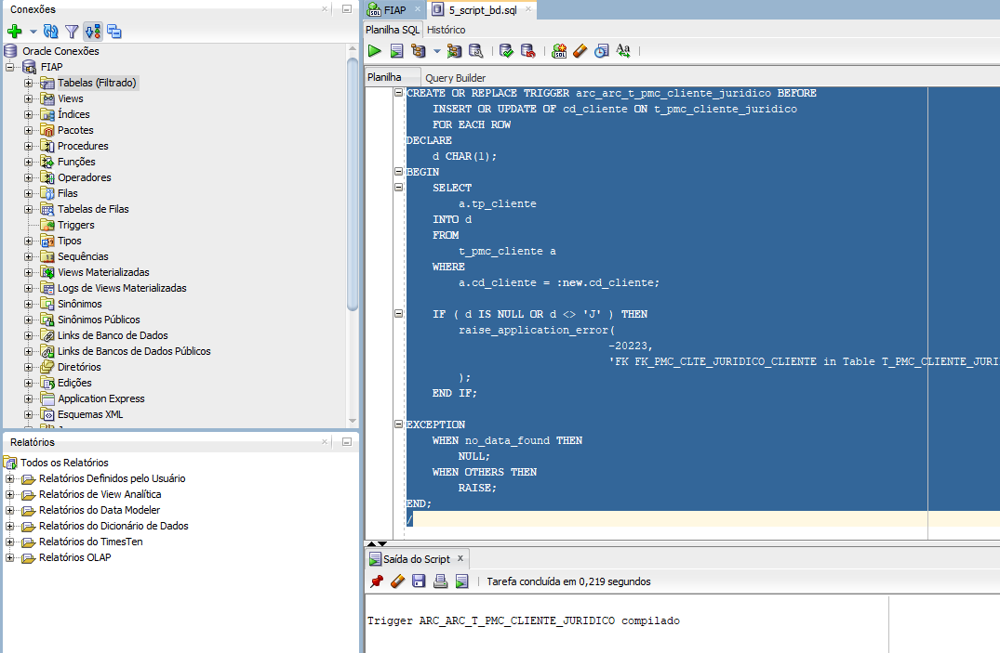 Conexões
Oracle Conexões
FIAP
Tabelas (Filtrado)
Views
Índices
Pacotes
Procedures
Funções
Operadores
Filas
Tabelas de Filas
Triggers
Tipos
Sequências
Views Materializadas
Logs de Views Materializadas
Sinônimos
Sinônimos Públicos
Links de Banco de Dados
Links de Bancos de Dados Públicos
Diretórios
Edições
Application Express
Esquemas XML
Relatórios
Todos os Relatórios
Relatórios Definidos pelo Usuário
Relatórios de View Analítica
Relatórios do Data Modeler
Relatórios do Dicionário de Dados
Relatórios do TimesTen
Relatórios OLAP
FIAP 5_script_bd.sql
Planilha SQL Histórico
Planilha Query Builder
CREATE OR REPLACE TRIGGER arc_arc_t_pmc_cliente_juridico BEFORE
INSERT OR UPDATE OF cd_cliente ON t_pmc_cliente_juridico
FOR EACH ROW
DECLARE
d CHAR(1);
BEGIN
SELECT
a.tp_cliente
INTO d
FROM
t_pmc_cliente a
WHERE
a.cd_cliente = :new.cd_cliente;
IF ( d IS NULL OR d <> 'J' ) THEN
raise_application_error(
-20223,
'FK FK_PMC_CLTE_JURIDICO_CLIENTE in Table T_PMC_CLIENTE_JURI
);
END IF;
EXCEPTION
WHEN no_data_found THEN
NULL;
WHEN OTHERS THEN
RAISE;
END;
/
Saída do Script x
Tarefa concluída em 0,219 segundos
Trigger ARC_ARC_T_PMC_CLIENTE_JURIDICO compilado